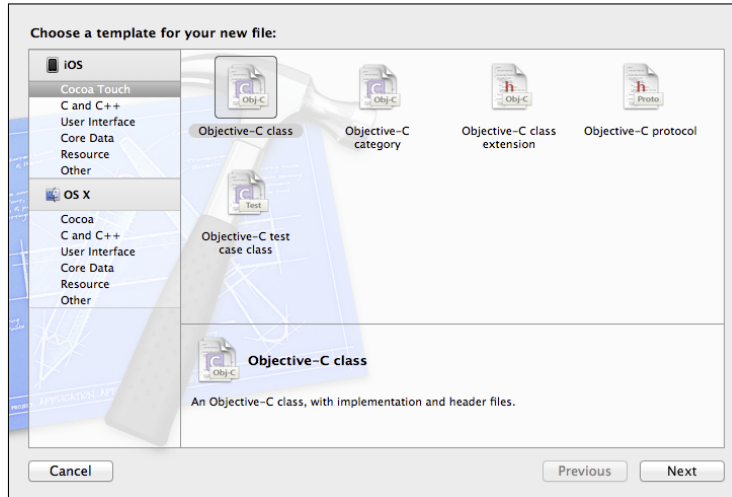 Choose a template for your new file:
iOS
Cocoa Touch
C and C++
User Interface
Core Data
Resource
Other
OS X
Cocoa
C and C++
User Interface
Core Data
Resource
Other
C
Obj-C
Objective-C class
C
Obj-C
Objective-C
category
h
Obj-C
Objective-C class
extension
h
Proto
Objective-C protocol
C
Test
Objective-C test
case class
C
Obj-C
Objective-C class
An Objective-C class, with implementation and header files.
Cancel
Previous
Next